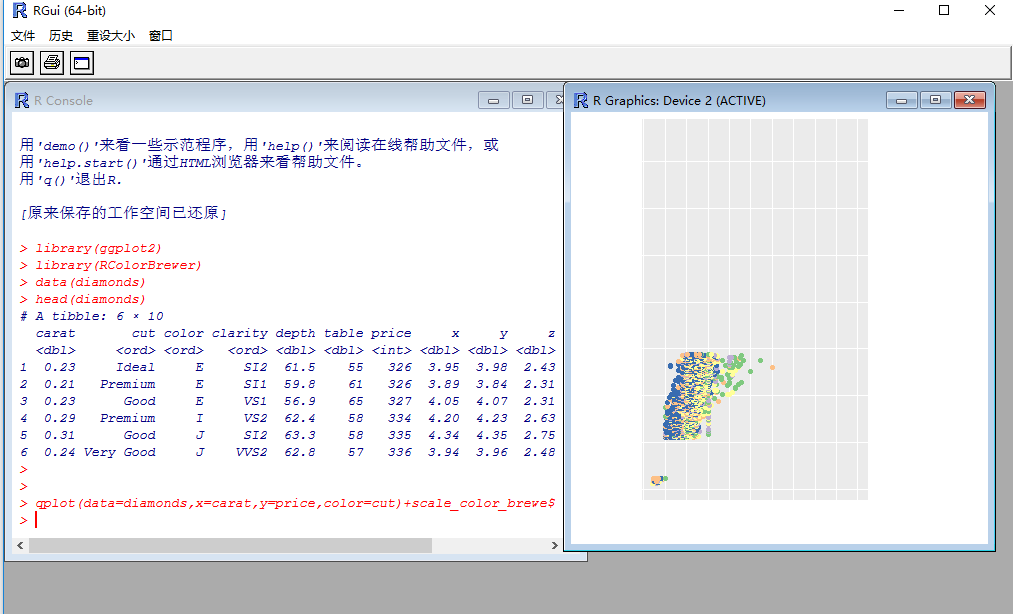 RGui (64-bit)
文件 历史 重设大小 窗口
R Console
用'demo()'来看一些示范程序，用'help()'来阅读在线帮助文件，或
用'help.start()'通过HTML浏览器来看帮助文件。
用'q()'退出R.
[原来保存的工作空间已还原]
> library(ggplot2)
> library(RColorBrewer)
> data(diamonds)
> head(diamonds)
# A tibble: 6 × 10
carat cut color clarity depth table price x y z
<dbl> <ord> <ord> <ord> <dbl> <dbl> <int> <dbl> <dbl> <dbl>
1 0.23 Ideal E SI2 61.5 55 326 3.95 3.98 2.43
2 0.21 Premium E SI1 59.8 61 326 3.89 3.84 2.31
3 0.23 Good E VS1 56.9 65 327 4.05 4.07 2.31
4 0.29 Premium I VS2 62.4 58 334 4.20 4.23 2.63
5 0.31 Good J SI2 63.3 58 335 4.34 4.35 2.75
6 0.24 Very Good J VVS2 62.8 57 336 3.94 3.96 2.48
>
>
> qplot(data=diamonds,x=carat,y=price,color=cut)+scale_color_brewe$
>
R Graphics: Device 2 (ACTIVE)